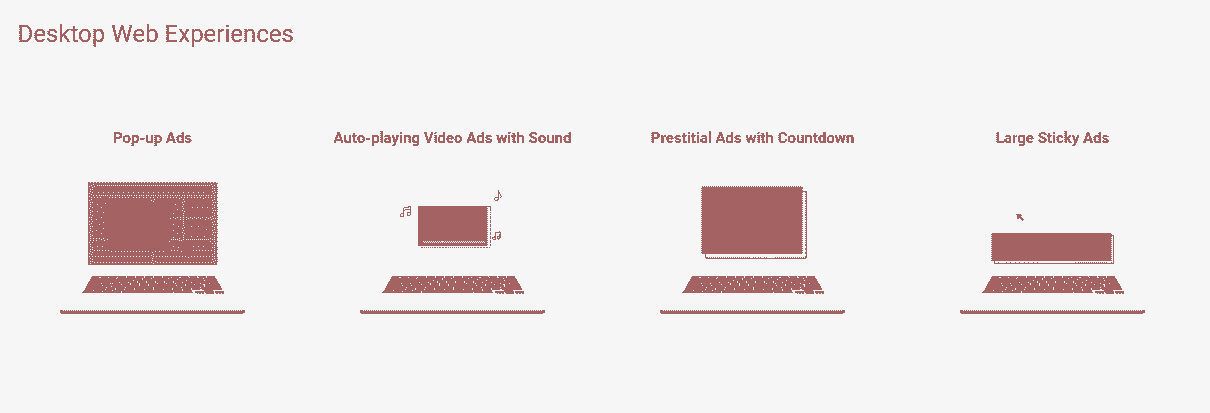 Desktop Web Experiences
Pop-up Ads
Auto-playing Video Ads with Sound
Prestitial Ads with Countdown
Large Sticky Ads